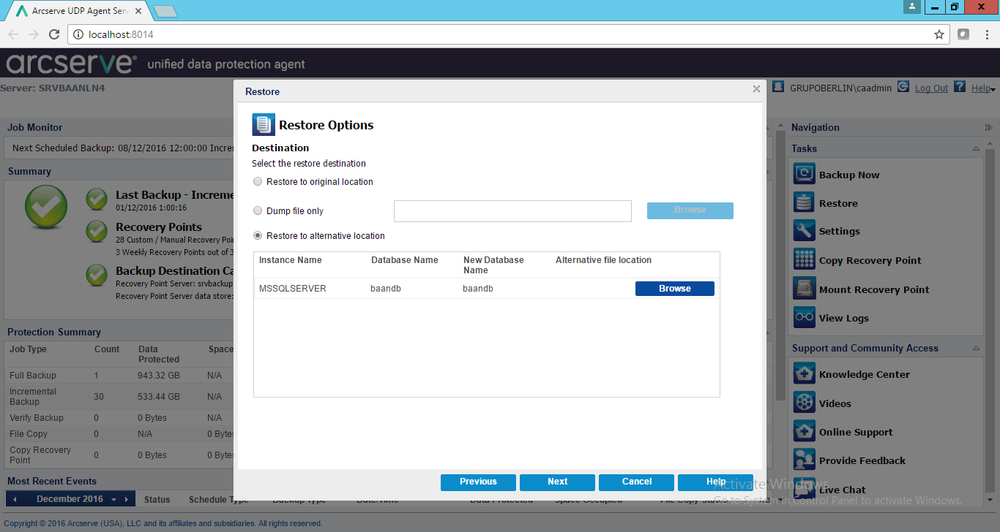 Arcserve UDP Agent Serv
localhost:8014
arcserve® unified data protection agent
Server: SRVBAANLN4
GRUPOBERLIN\caadmin
Log Out
Help
Job Monitor
Next Scheduled Backup: 08/12/2016 12:00:00 Increm
Summary
Last Backup - Increme
01/12/2016 1:00:16
Recovery Points
28 Custom / Manual Recovery Poi
3 Weekly Recovery Points out of 3
Backup Destination Ca
Recovery Point Server: srvbackup
Recovery Point Server data store:
Protection Summary
Job Type Count Data Protected Space
Full Backup 1 943.32 GB N/A
Incremental Backup 30 533.44 GB N/A
Verify Backup 0 0 Bytes N/A
File Copy 0 N/A 0 Byte
Copy Recovery Point 0 0 Bytes 0 Byte
Most Recent Events
December 2016
Status Schedule Type Backup Type Date/Time Data Protected Space Occupied File Copy Status
Restore
Restore Options
Destination
Select the restore destination
Restore to original location
Dump file only
Browse
Restore to alternative location
Instance Name Database Name New Database Name Alternative file location
MSSQLSERVER baandb baandb Browse
Previous Next Cancel Help
Navigation
Tasks
Backup Now
Restore
Settings
Copy Recovery Point
Mount Recovery Point
View Logs
Support and Community Access
Knowledge Center
Videos
Online Support
Provide Feedback
Live Chat
Activate Windows
Go to System in Control Panel to activate Windows.
Copyright © 2016 Arcserve (USA), LLC and its affiliates and subsidiaries. All rights reserved.